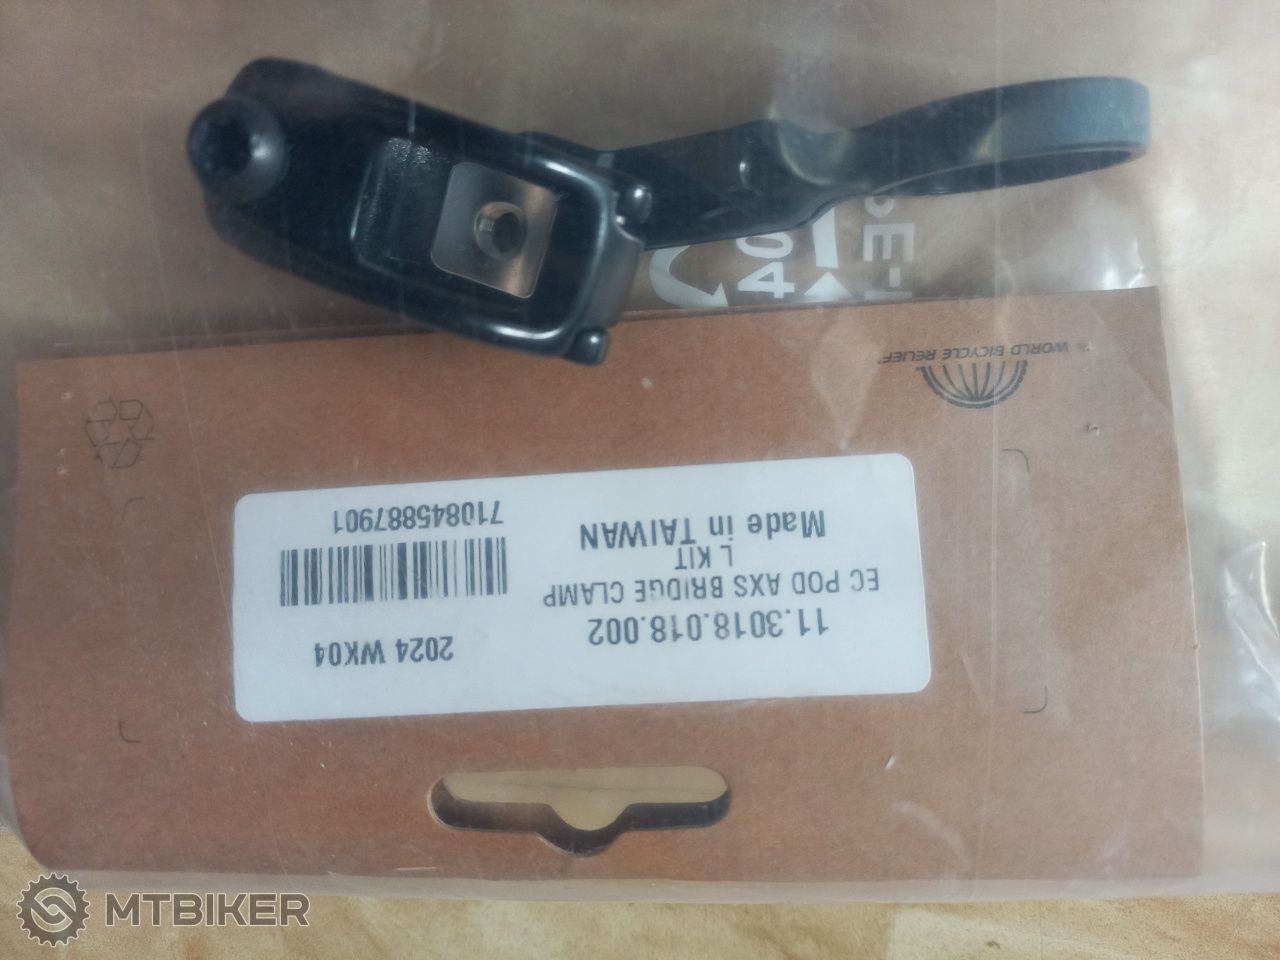 11.3018.018.002
EC POD AXS BRIDGE CLAMP
L KIT
Made in TAIWAN
2024 WK04
710845887901
WORLD BICYCLE RELIEF
04
MTBIKER